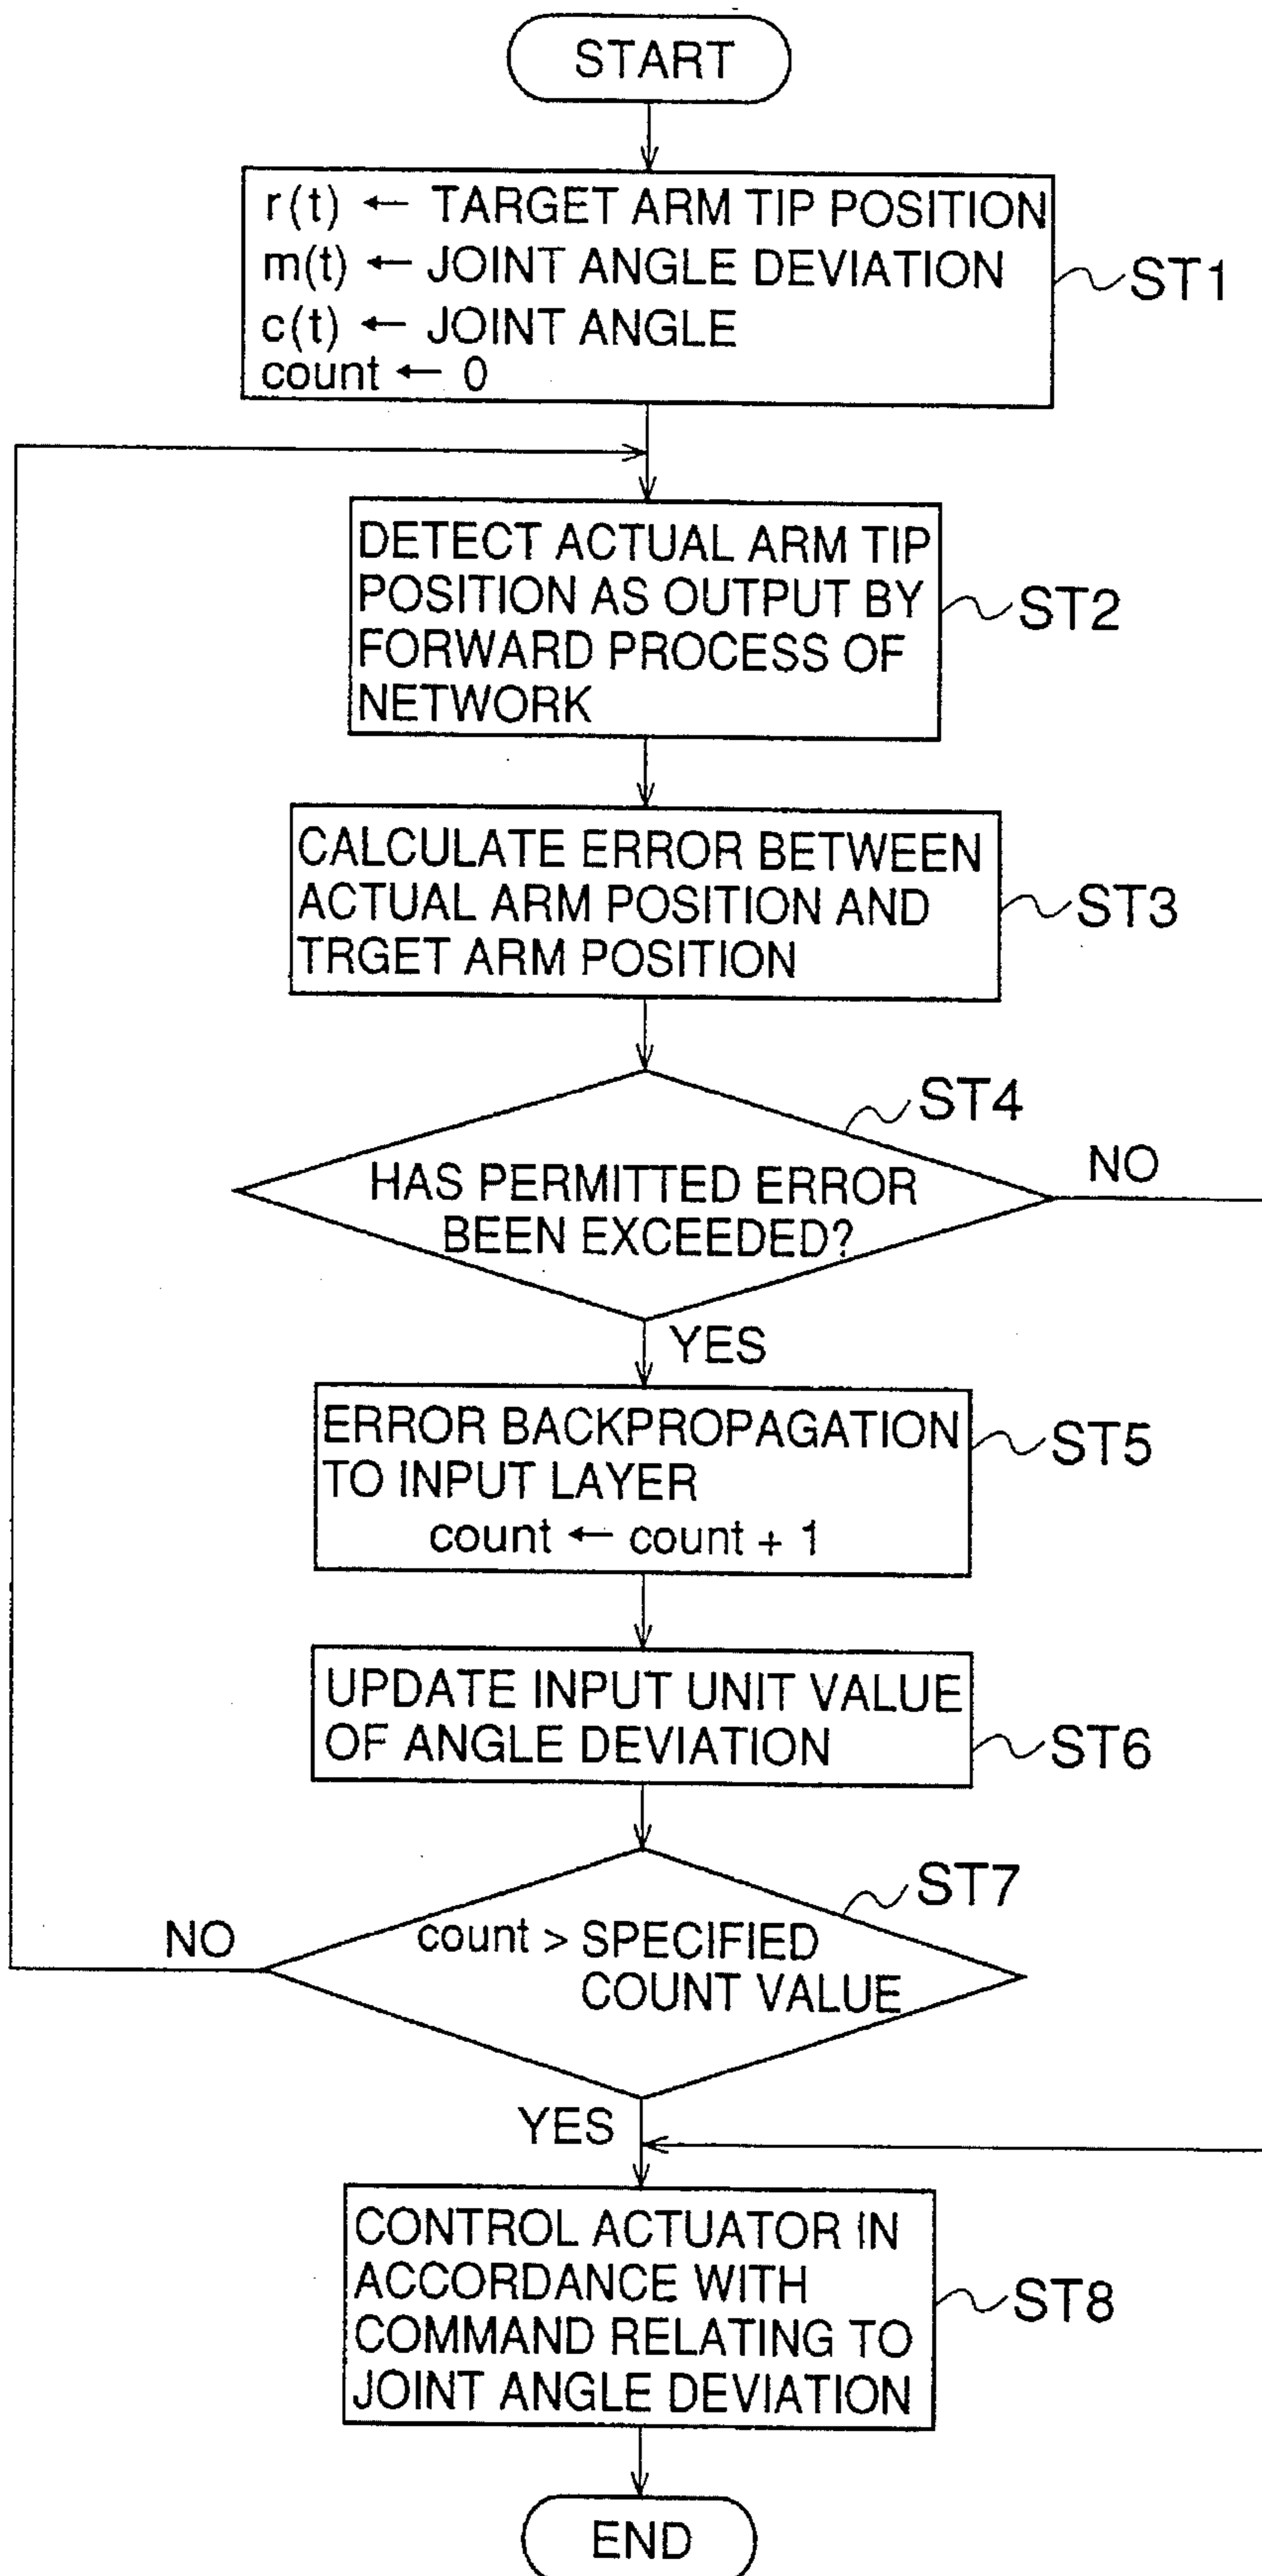 START
r(t) ← TARGET ARM TIP POSITION
m(t) ← JOINT ANGLE DEVIATION
c(t) ← JOINT ANGLE
count ← 0
ST1
DETECT ACTUAL ARM TIP
POSITION AS OUTPUT BY
FORWARD PROCESS OF
NETWORK
ST2
CALCULATE ERROR BETWEEN
ACTUAL ARM POSITION AND
TRGET ARM POSITION
ST3
ST4
HAS PERMITTED ERROR
BEEN EXCEEDED?
NO
YES
ERROR BACKPROPAGATION
TO INPUT LAYER
count ← count + 1
ST5
UPDATE INPUT UNIT VALUE
OF ANGLE DEVIATION
ST6
ST7
count > SPECIFIED
COUNT VALUE
NO
YES
CONTROL ACTUATOR IN
ACCORDANCE WITH
COMMAND RELATING TO
JOINT ANGLE DEVIATION
ST8
END